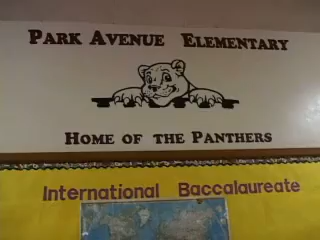 PARK AVENUE ELEMENTARY
HOME OF THE PANTHERS
International Baccalaureate